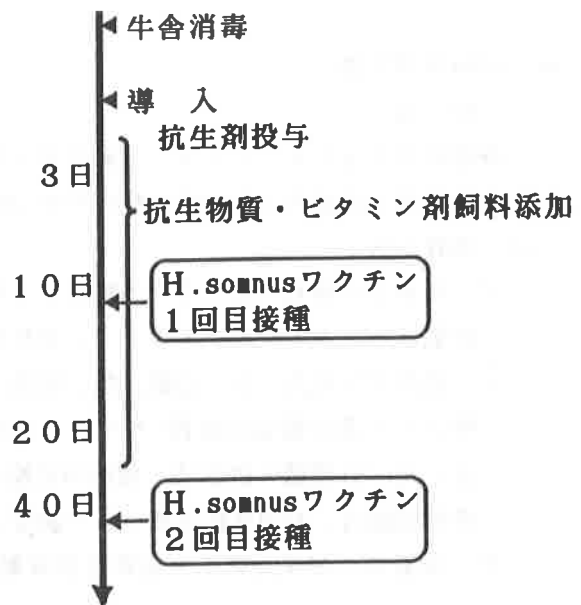 牛舎消毒
導　入
抗生剤投与
3日
抗生物質・ビタミン剤飼料添加
10日
H.somnusワクチン
1回目接種
20日
40日
H.somnusワクチン
2回目接種